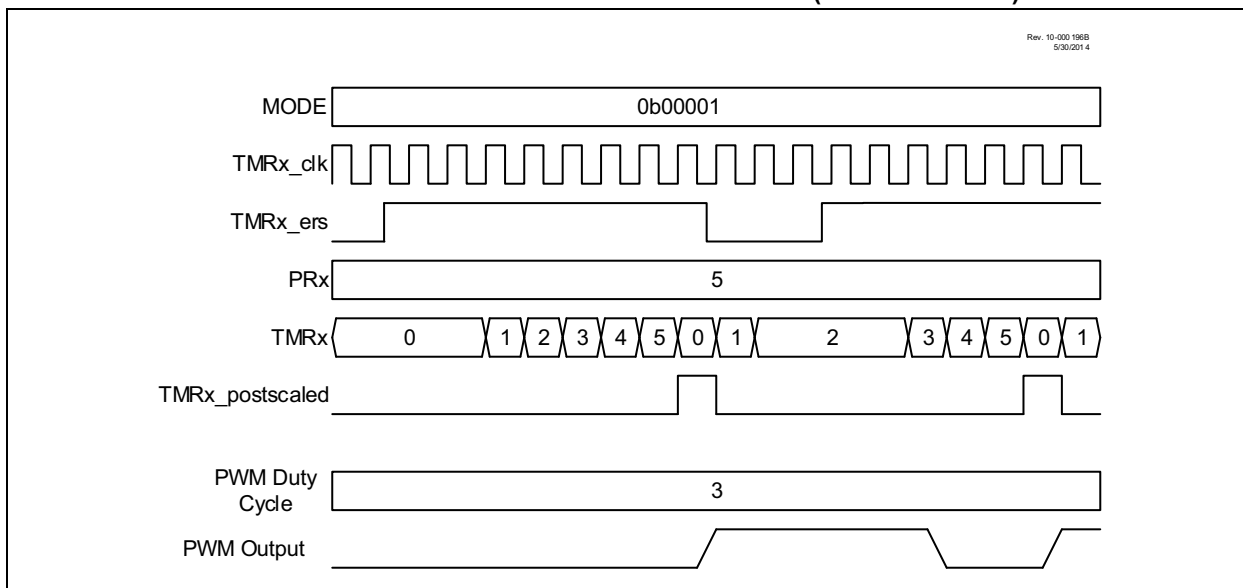 Rev. 10-000 196B
5/30/201 4
MODE
0b00001
TMRx_clk
TMRx_ers
PRx
5
TMRx
0 1 2 3 4 5 0 1 2 3 4 5 0 1
TMRx_postscaled
PWM Duty
Cycle
3
PWM Output